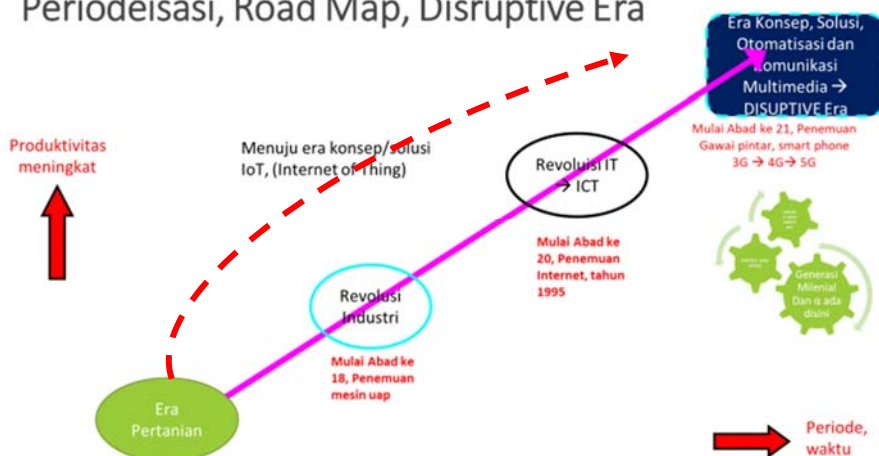 Periodeisasi, Road Map, Disruptive Era
Era Konsep, Solusi,
Otomatisasi dan
Komunikasi
Multimedia →
DISUPTIVE Era
Mulai Abad ke 21, Penemuan
Gawai pintar, smart phone
3G → 4G→ 5G
Produktivitas
meningkat
Menuju era konsep/solusi
IoT, (Internet of Thing)
Revoluisi IT
→ ICT
Mulai Abad ke
20, Penemuan
Internet, tahun
1995
Revolusi
Industri
Mulai Abad ke
18, Penemuan
mesin uap
Generasi
Milenial
Dan α ada
disini
Era
Pertanian
Periode,
waktu